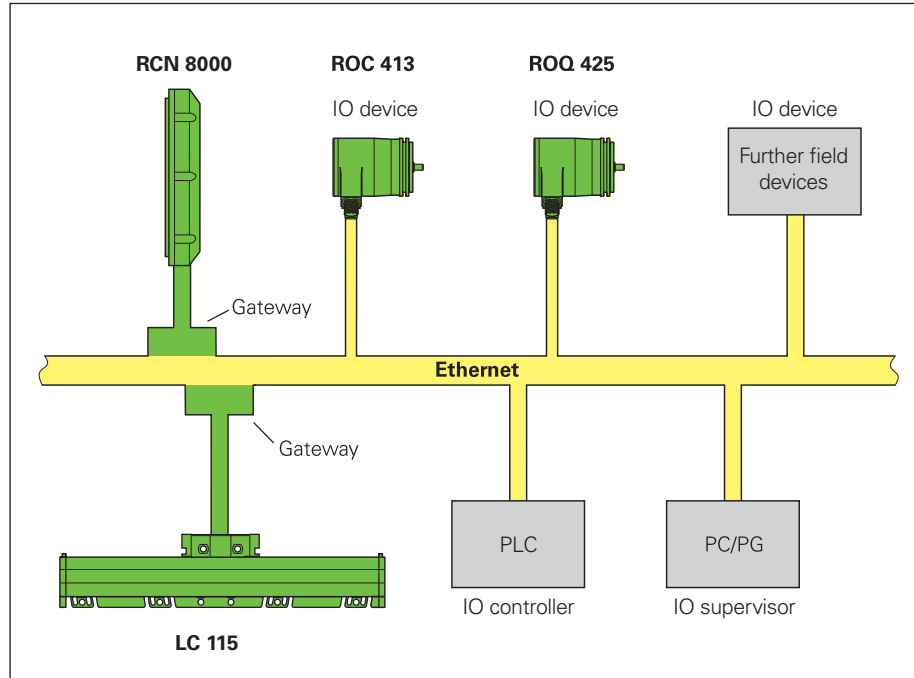 RCN 8000
ROC 413
ROQ 425
IO device
IO device
IO device
Further field
devices
Gateway
Ethernet
Gateway
PLC
PC/PG
IO controller
IO supervisor
LC 115